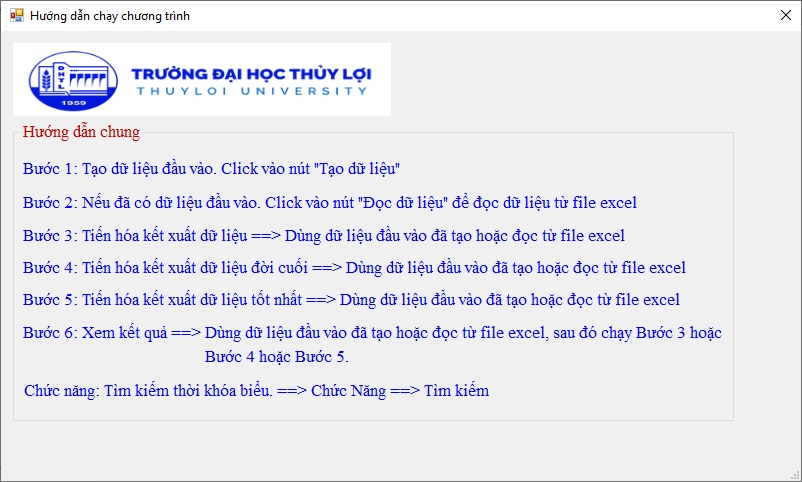 Hướng dẫn chạy chương trình
ĐHTL
1959
TRƯỜNG ĐẠI HỌC THỦY LỢI
THUYLOI UNIVERSITY
Hướng dẫn chung
Bước 1: Tạo dữ liệu đầu vào. Click vào nút "Tạo dữ liệu"
Bước 2: Nếu đã có dữ liệu đầu vào. Click vào nút "Đọc dữ liệu" để đọc dữ liệu từ file excel
Bước 3: Tiến hóa kết xuất dữ liệu ==> Dùng dữ liệu đầu vào đã tạo hoặc đọc từ file excel
Bước 4: Tiến hóa kết xuất dữ liệu đời cuối ==> Dùng dữ liệu đầu vào đã tạo hoặc đọc từ file excel
Bước 5: Tiến hóa kết xuất dữ liệu tốt nhất ==> Dùng dữ liệu đầu vào đã tạo hoặc đọc từ file excel
Bước 6: Xem kết quả ==> Dùng dữ liệu đầu vào đã tạo hoặc đọc từ file excel, sau đó chạy Bước 3 hoặc
Bước 4 hoặc Bước 5.
Chức năng: Tìm kiếm thời khóa biểu. ==> Chức Năng ==> Tìm kiếm